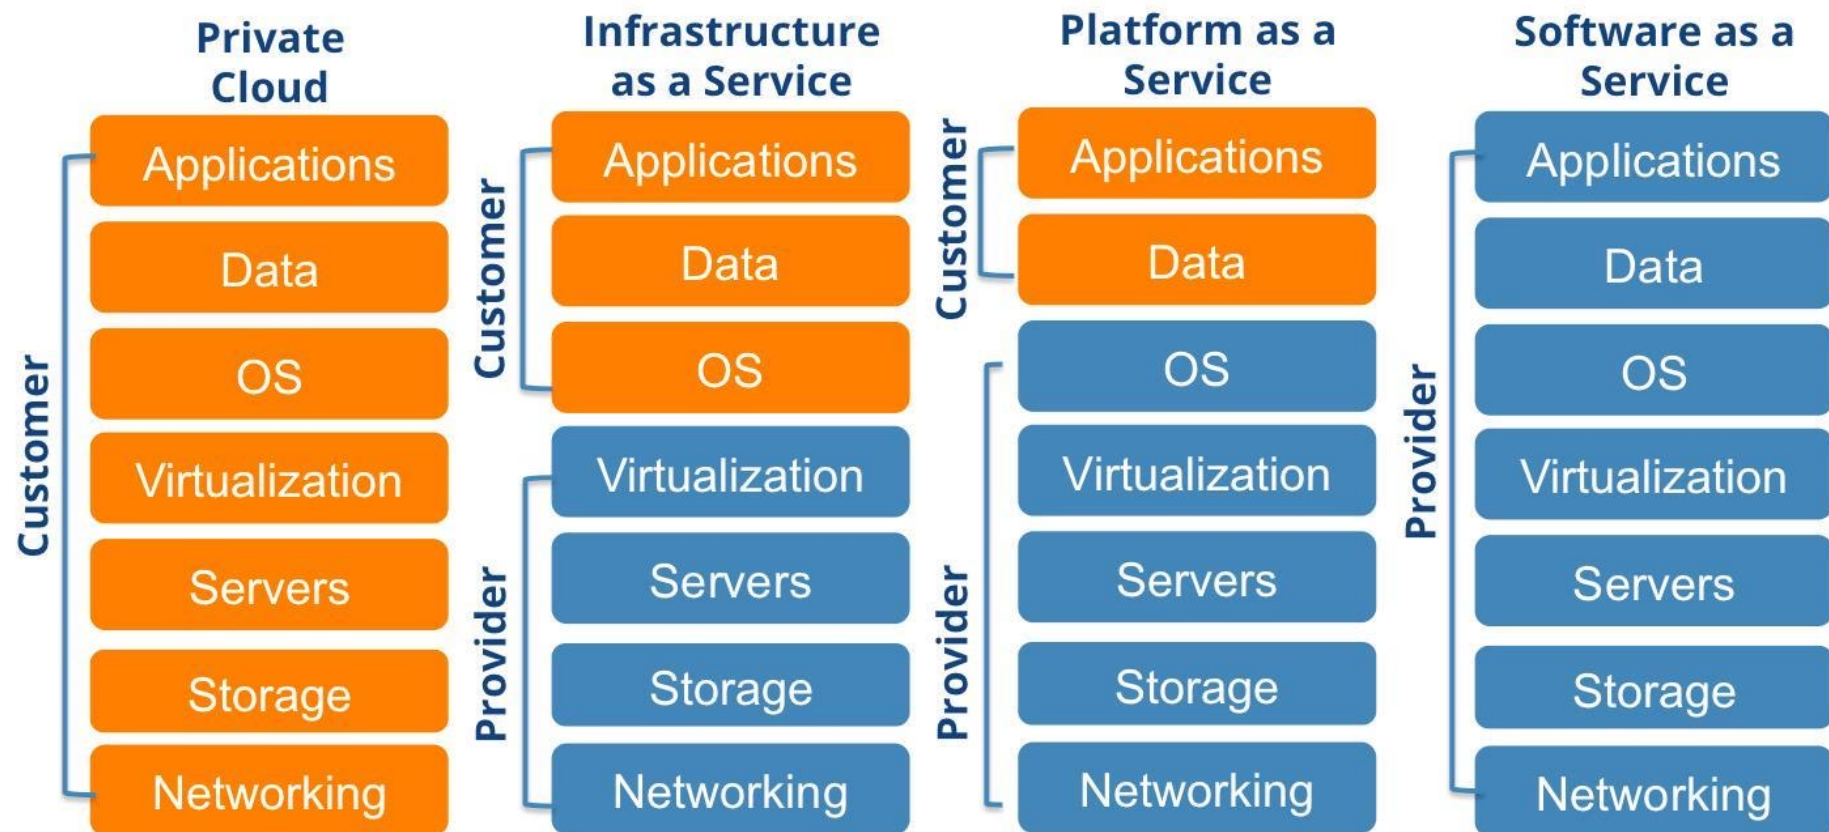 Private
Cloud
Customer
Applications
Data
OS
Virtualization
Servers
Storage
Networking
Infrastructure
as a Service
Customer
Provider
Applications
Data
OS
Virtualization
Servers
Storage
Networking
Platform as a
Service
Customer
Provider
Applications
Data
OS
Virtualization
Servers
Storage
Networking
Software as a
Service
Provider
Applications
Data
OS
Virtualization
Servers
Storage
Networking